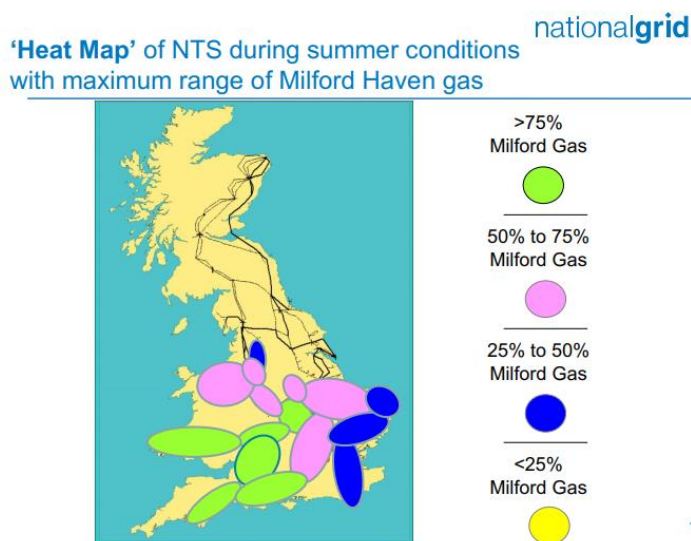 nationalgrid
'Heat Map' of NTS during summer conditions
with maximum range of Milford Haven gas
>75%
Milford Gas
50% to 75%
Milford Gas
25% to 50%
Milford Gas
<25%
Milford Gas